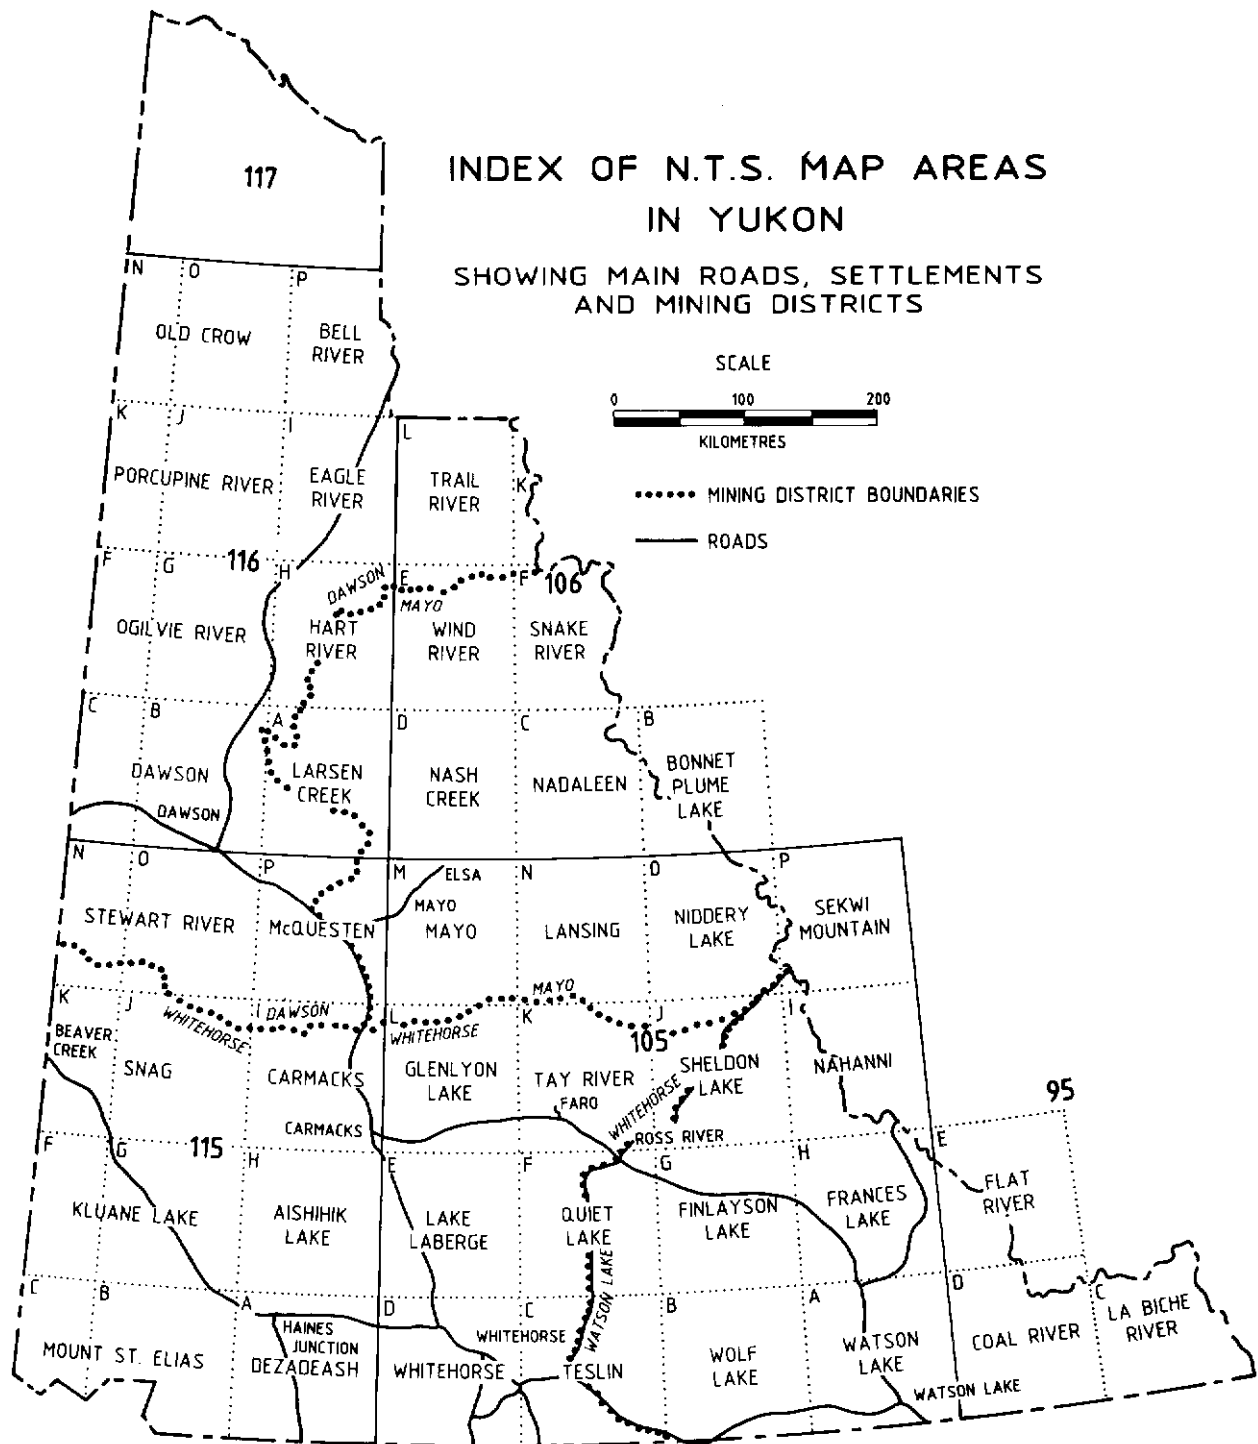 INDEX OF N.T.S. MAP AREAS
IN YUKON
SHOWING MAIN ROADS, SETTLEMENTS
AND MINING DISTRICTS
SCALE
0 100 200
KILOMETRES
MINING DISTRICT BOUNDARIES
ROADS
117
N O P
OLD CROW
BELL
RIVER
K J I L
PORCUPINE RIVER
EAGLE
RIVER
TRAIL
RIVER
K
F G 116 H E F 106
DAWSON
MAYO
OGILVIE RIVER
HART
RIVER
WIND
RIVER
SNAKE
RIVER
C B A D C B
DAWSON
LARSEN
CREEK
NASH
CREEK
NADALEEN
BONNET
PLUME
LAKE
DAWSON
N O P M N O P
ELSA
MAYO
STEWART RIVER
McQUESTEN
MAYO
LANSING
NIDDERY
LAKE
SEKWI
MOUNTAIN
MAYO
K J I L K J I
DAWSON
WHITEHORSE
WHITEHORSE
105
BEAVER
CREEK
SNAG
CARMACKS
GLENLYON
LAKE
TAY RIVER
SHELDON
LAKE
NAHANNI
FARO
WHITEHORSE
95
CARMACKS
ROSS RIVER
F G 115 H E F G H E
KLUANE LAKE
AISHIHIK
LAKE
LAKE
LABERGE
QUIET
LAKE
FINLAYSON
LAKE
FRANCES
LAKE
FLAT
RIVER
WATSON LAKE
C B A D C B A D C
HAINES
JUNCTION
WHITEHORSE
MOUNT ST. ELIAS
DEZADEASH
WHITEHORSE
TESLIN
WOLF
LAKE
WATSON
LAKE
COAL RIVER
LA BICHE
RIVER
WATSON LAKE